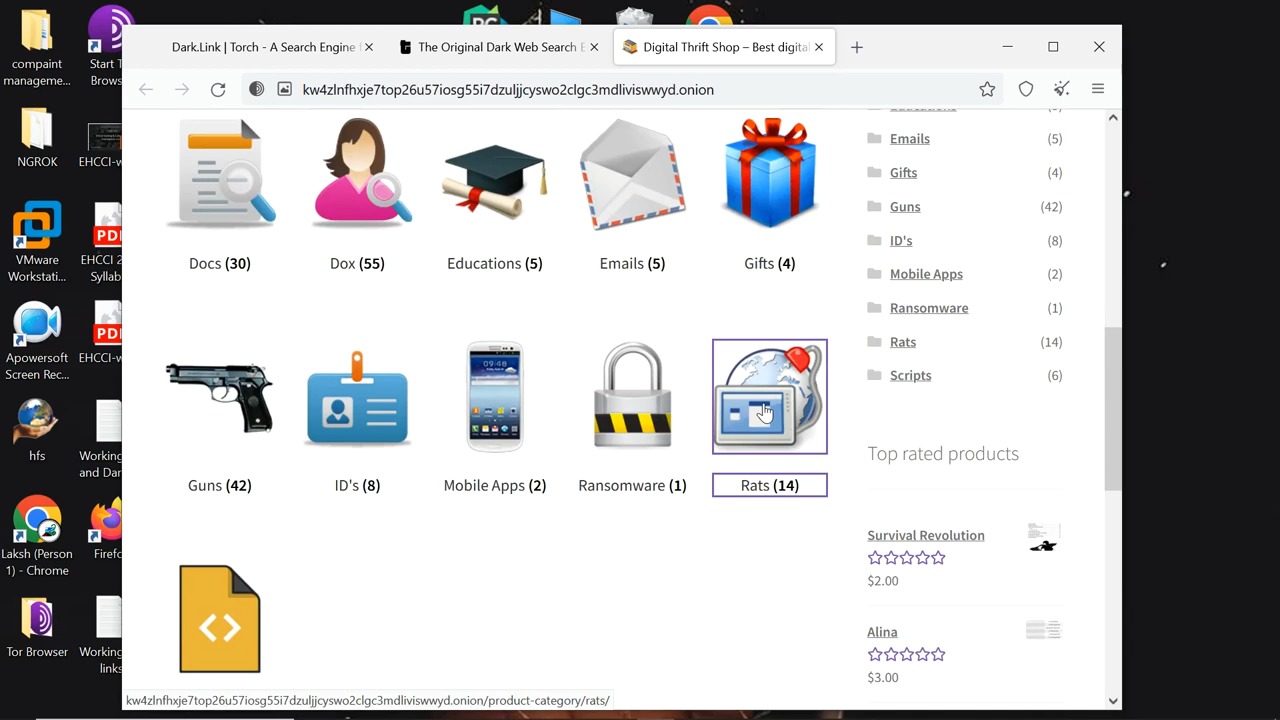 compaint
manageme...
Start T
Brows
NGROK
EHCCI-w
VMware
Workstati...
PDF
EHCCI 2
Syllab
Apowersoft
Screen Rec...
PDF
EHCCI-w
hfs
Working
and Dar
Laksh (Person
1) - Chrome
Firefo
Tor Browser
Working
links
Dark.Link | Torch - A Search Engine
The Original Dark Web Search E
Digital Thrift Shop – Best digita
kw4zlnfhxje7top26u57iosg55i7dzuljjcyswo2clgc3mdliviswwyd.onion
Docs (30)
Dox (55)
Educations (5)
Emails (5)
Gifts (4)
09:48
Guns (42)
ID's (8)
Mobile Apps (2)
Ransomware (1)
Rats (14)
Emails (5)
Gifts (4)
Guns (42)
ID's (8)
Mobile Apps (2)
Ransomware (1)
Rats (14)
Scripts (6)
Top rated products
Survival Revolution
$2.00
Alina
$3.00
kw4zlnfhxje7top26u57iosg55i7dzuljjcyswo2clgc3mdliviswwyd.onion/product-category/rats/